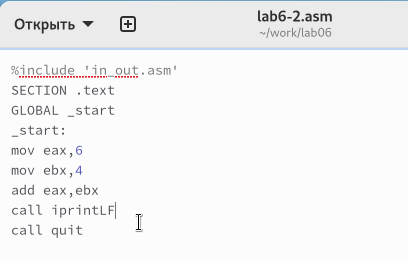 Открыть
lab6-2.asm
~/work/lab06
%include 'in_out.asm'
SECTION .text
GLOBAL _start
_start:
mov eax,6
mov ebx,4
add eax,ebx
call iprintLF
call quit